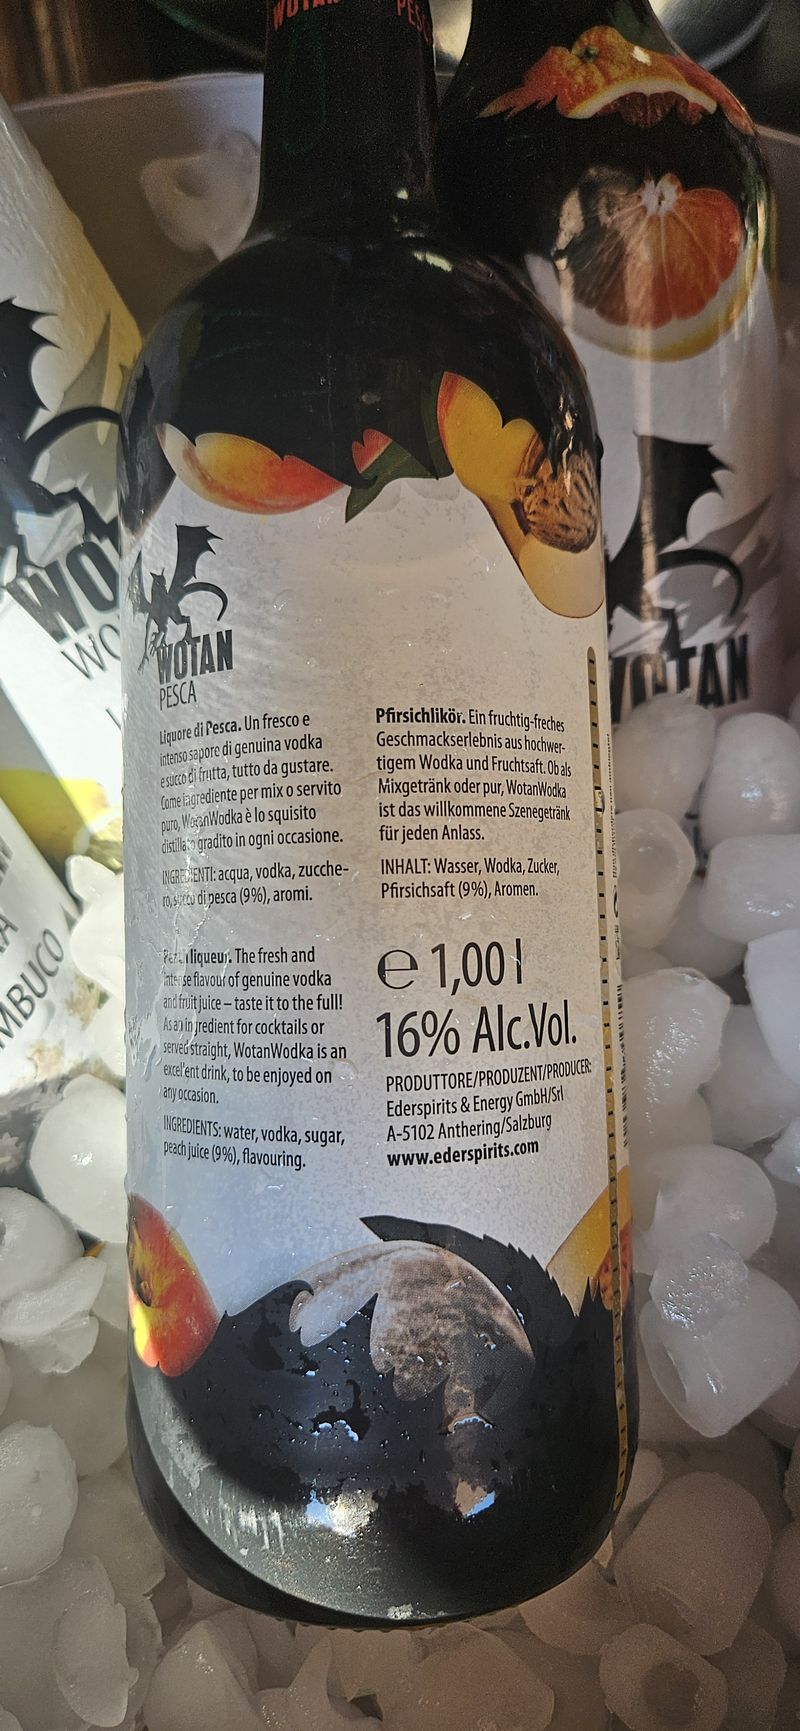 WOTAN
PESCA
WOTAN
PESCA
Liquore di Pesca. Un fresco e
intenso sapore di genuina vodka
e succo di frutta, tutto da gustare.
Come ingrediente per mix o servito
puro, WotanWodka è lo squisito
distillato gradito in ogni occasione.
INGREDIENTI: acqua, vodka, zucche-
ro, succo di pesca (9%), aromi.
Pfirsichlikör. Ein fruchtig-freches
Geschmackserlebnis aus hochwer-
tigem Wodka und Fruchtsaft. Ob als
Mixgetränk oder pur, WotanWodka
ist das willkommene Szenegetränk
für jeden Anlass.
INHALT: Wasser, Wodka, Zucker,
Pfirsichsaft (9%), Aromen.
Peach liqueur. The fresh and
intense flavour of genuine vodka
and fruit juice – taste it to the full!
As an ingredient for cocktails or
served straight, WotanWodka is an
excellent drink, to be enjoyed on
any occasion.
INGREDIENTS: water, vodka, sugar,
peach juice (9%), flavouring.
℮ 1,00 l
16% Alc.Vol.
PRODUTTORE/PRODUZENT/PRODUCER:
Ederspirits & Energy GmbH/Srl
A-5102 Anthering/Salzburg
www.ederspirits.com
WO
WO
MBUCO
WOTAN